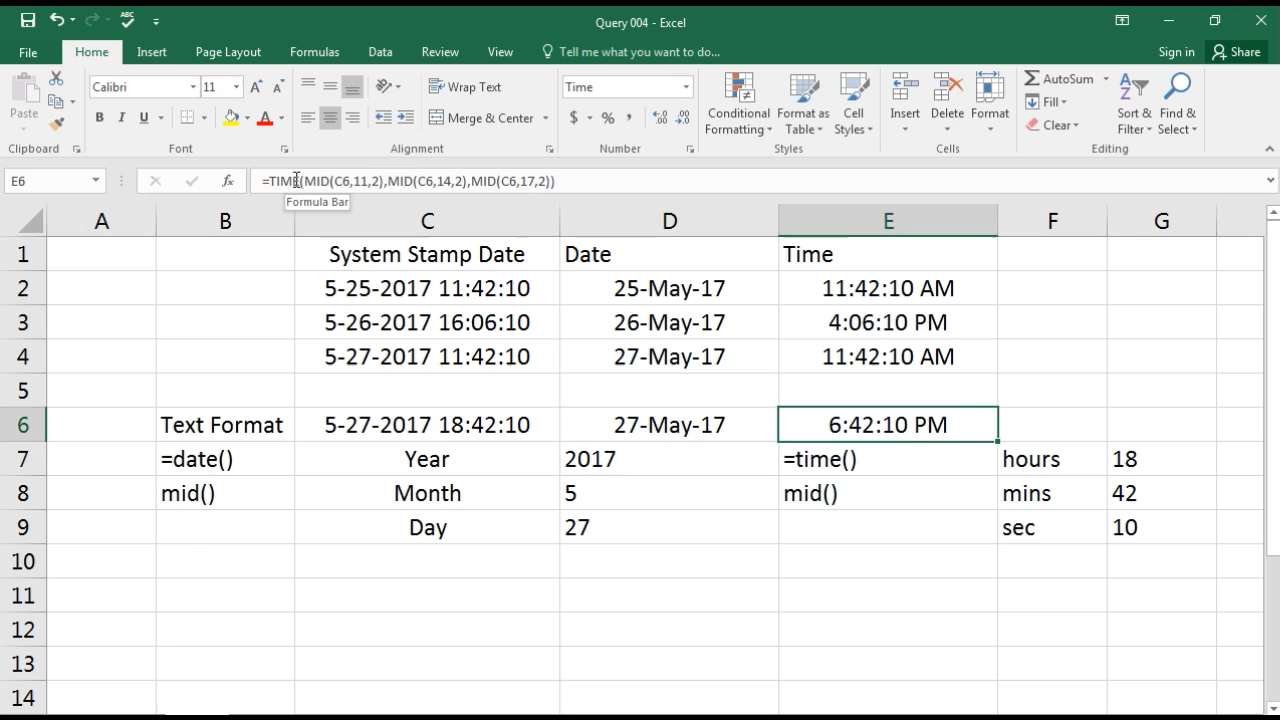 ABC
Query 004 - Excel
File Home Insert Page Layout Formulas Data Review View Tell me what you want to do... Sign in Share
Paste Calibri 11 A A Wrap Text Time AutoSum
B I U A Merge & Center $ % , Fill
Clear
Conditional Formatting Format as Table Cell Styles Insert Delete Format Sort & Filter Find & Select
Clipboard Font Alignment Number Styles Cells Editing
E6 fx =TIME(MID(C6,11,2),MID(C6,14,2),MID(C6,17,2))
Formula Bar
A B C D E F G
1 System Stamp Date Date Time
2 5-25-2017 11:42:10 25-May-17 11:42:10 AM
3 5-26-2017 16:06:10 26-May-17 4:06:10 PM
4 5-27-2017 11:42:10 27-May-17 11:42:10 AM
5
6 Text Format 5-27-2017 18:42:10 27-May-17 6:42:10 PM
7 =date() Year 2017 =time() hours 18
8 mid() Month 5 mid() mins 42
9 Day 27 sec 10
10
11
12
13
14